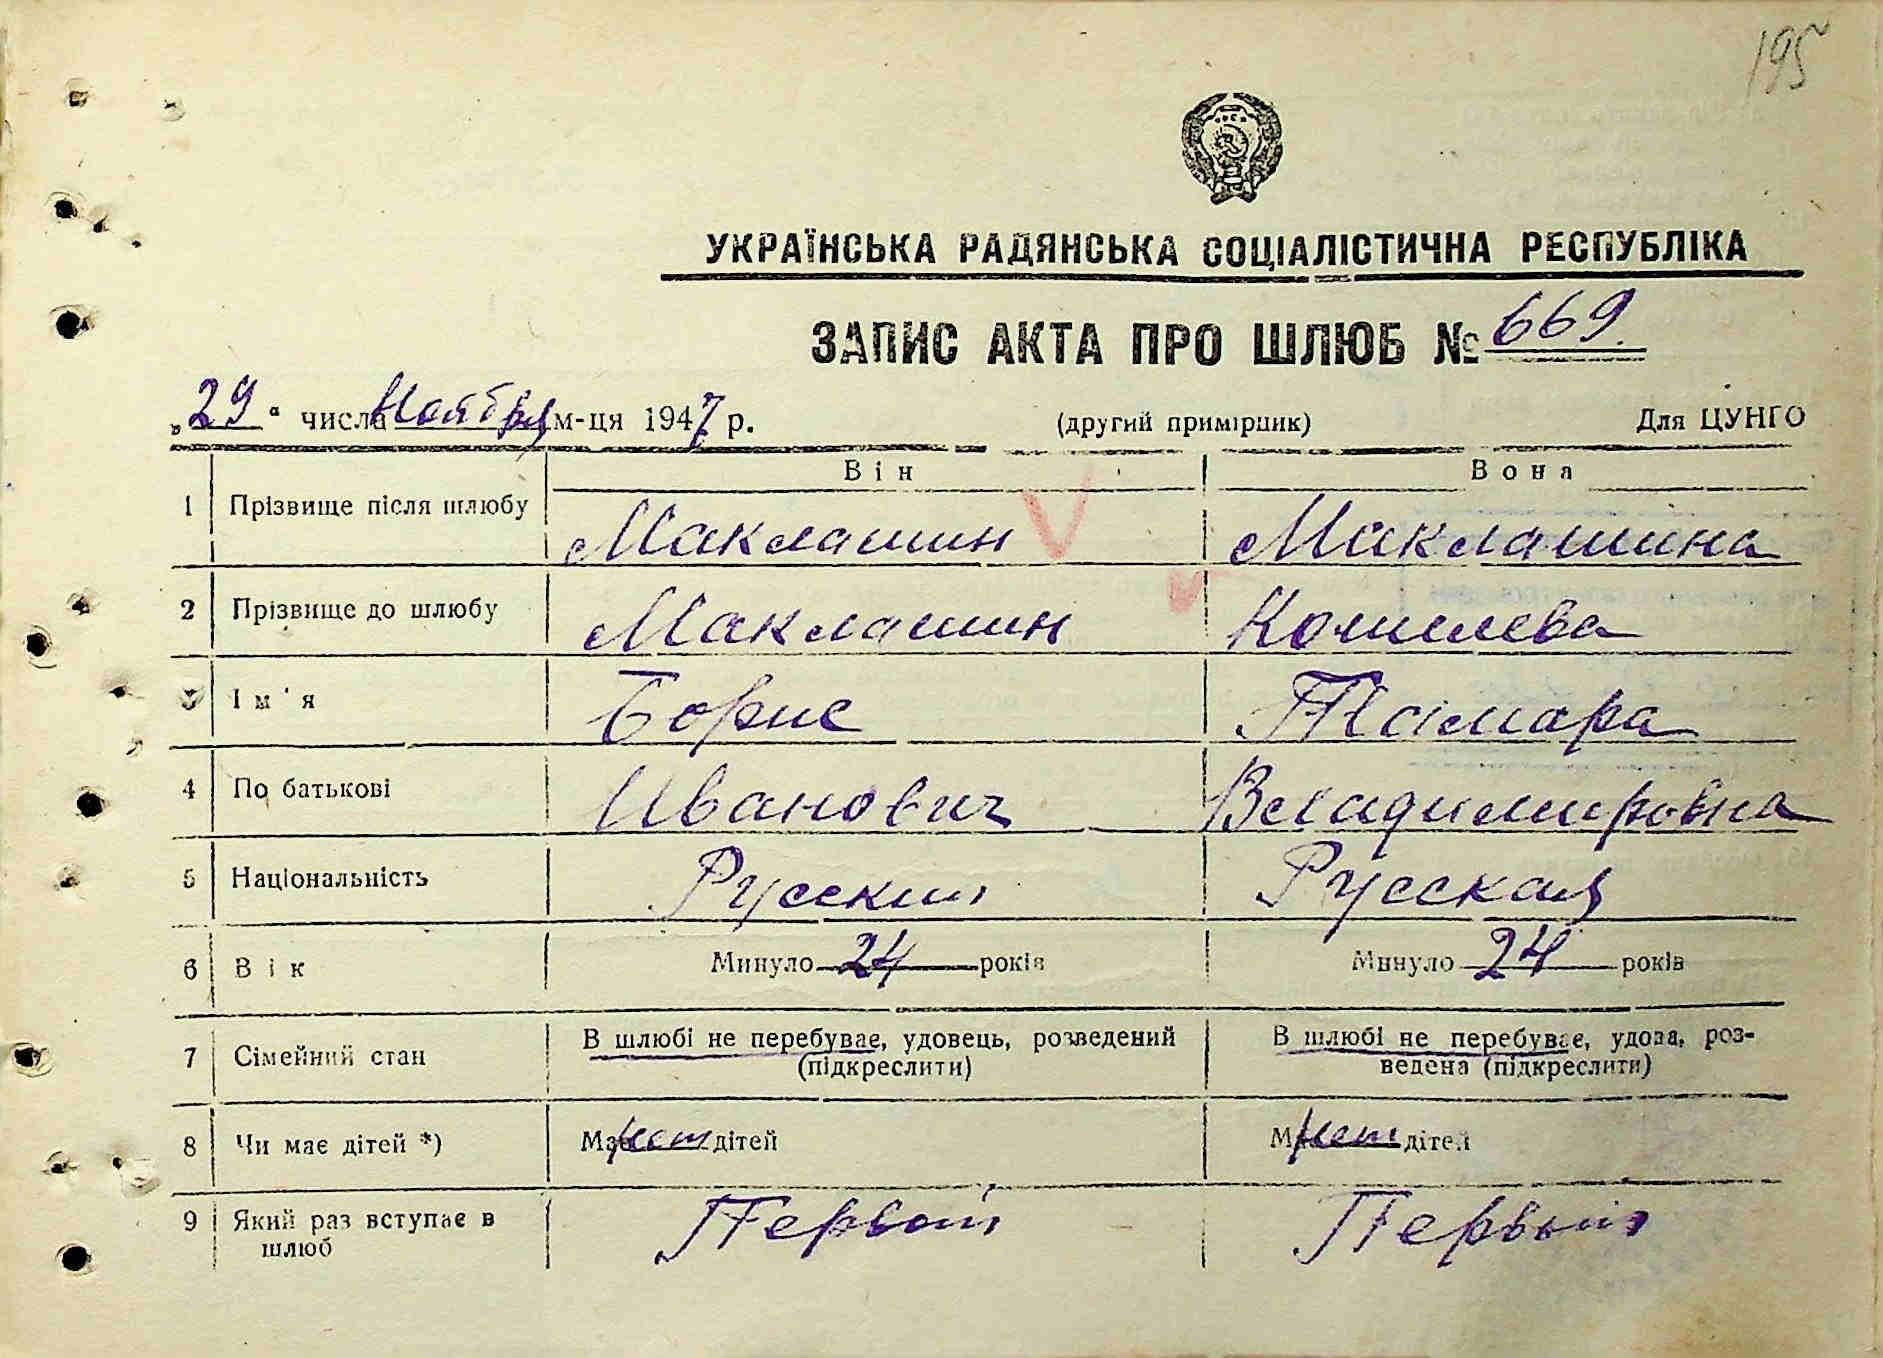 195
УКРАЇНСЬКА РАДЯНСЬКА СОЦІАЛІСТИЧНА РЕСПУБЛІКА
ЗАПИС АКТА ПРО ШЛЮБ № 669.
„29“ числа Ноября м-ця 1947 р. (другий примірник) Для ЦУНГО
Він Вона
1 Прізвище після шлюбу Маклашин Маклашина
2 Прізвище до шлюбу Маклашин
3 Ім'я Борис Тамара
4 По батькові Иванович Владимировна
5 Національність Русский Русская
6 Вік Минуло 24 років Минуло 24 років
7 Сімейний стан В шлюбі не перебуває, удовець, розведений В шлюбі не перебуває, удова, роз-
(підкреслити) ведена (підкреслити)
8 Чи має дітей *) Має нет дітей Має нет дітей
9 Який раз вступає в Первый Первый
шлюб